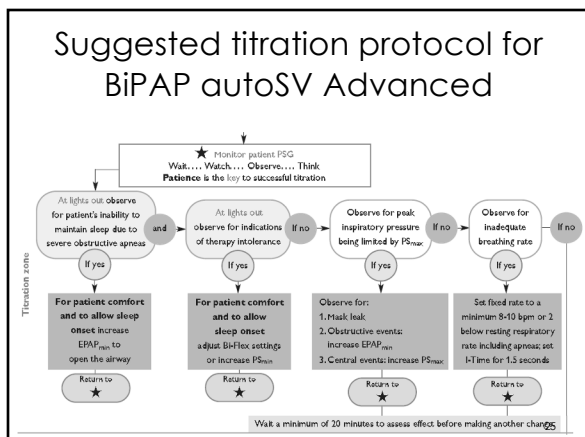 Suggested titration protocol for
BiPAP autoSV Advanced
★ Monitor patient PSG
Wait.... Watch.... Observe.... Think
Patience is the key to successful titration
Titration zone
At lights out observe
for patient's inability to
maintain sleep due to
severe obstructive apneas
and
At lights out
observe for indications of
therapy intolerance
If no
Observe for peak
inspiratory pressure
being limited by PSmax
If no
Observe for
inadequate
breathing rate
If no
If yes
If yes
If yes
If yes
For patient comfort
and to allow sleep
onset increase
EPAPmin to
open the airway
For patient comfort
and to allow
sleep onset
adjust Bi-Flex settings
or increase PSmin
Observe for:
1. Mask leak
2. Obstructive events:
increase EPAPmin
3. Central events: increase PSmax
Set fixed rate to a
minimum 8-10 bpm or 2
below resting respiratory
rate including apneas; set
I-Time for 1.5 seconds
Return to
★
Return to
★
Return to
★
Return to
★
Wait a minimum of 20 minutes to assess effect before making another change
25